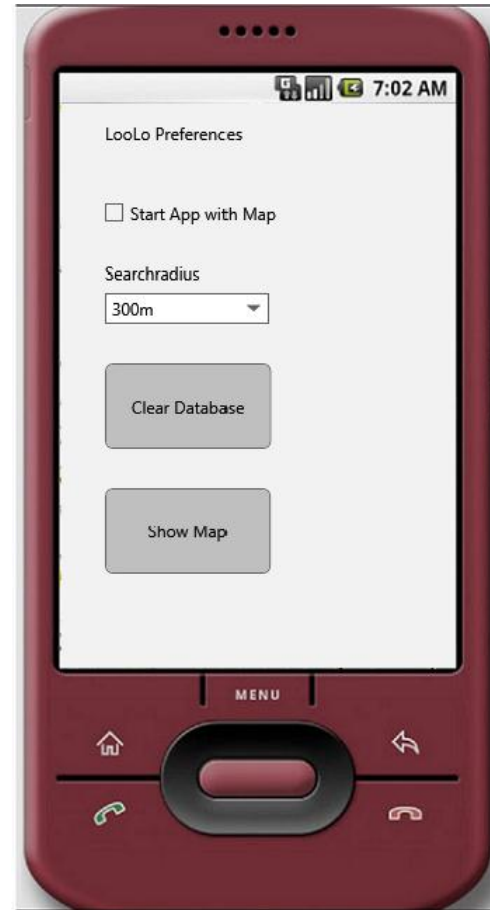 7:02 AM
LooLo Preferences
Start App with Map
Searchradius
300m
Clear Database
Show Map
MENU